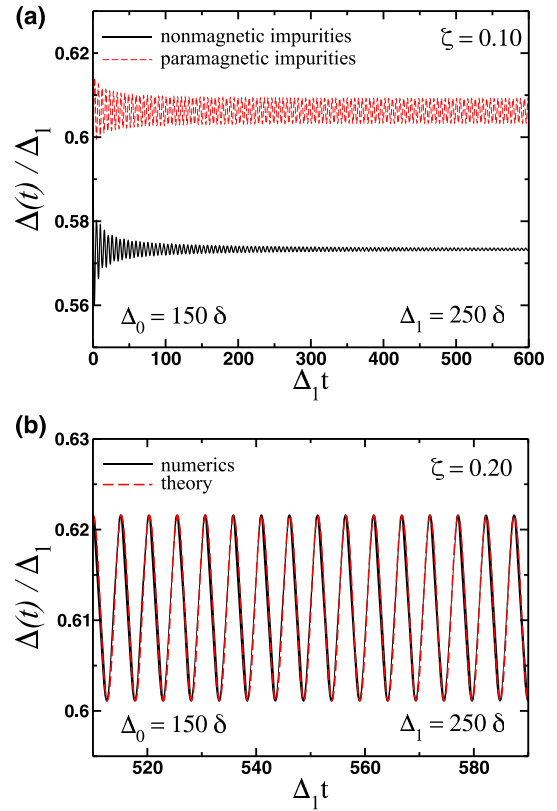 (a)
0.62
nonmagnetic impurities
paramagnetic impurities
ζ = 0.10
0.6
Δ(t) / Δ₁
0.58
0.56
Δ₀ = 150 δ
Δ₁ = 250 δ
0 100 200 300 400 500 600
Δ₁t
(b)
0.63
numerics
theory
ζ = 0.20
0.62
Δ(t) / Δ₁
0.61
0.6
Δ₀ = 150 δ
Δ₁ = 250 δ
520 540 560 580
Δ₁t